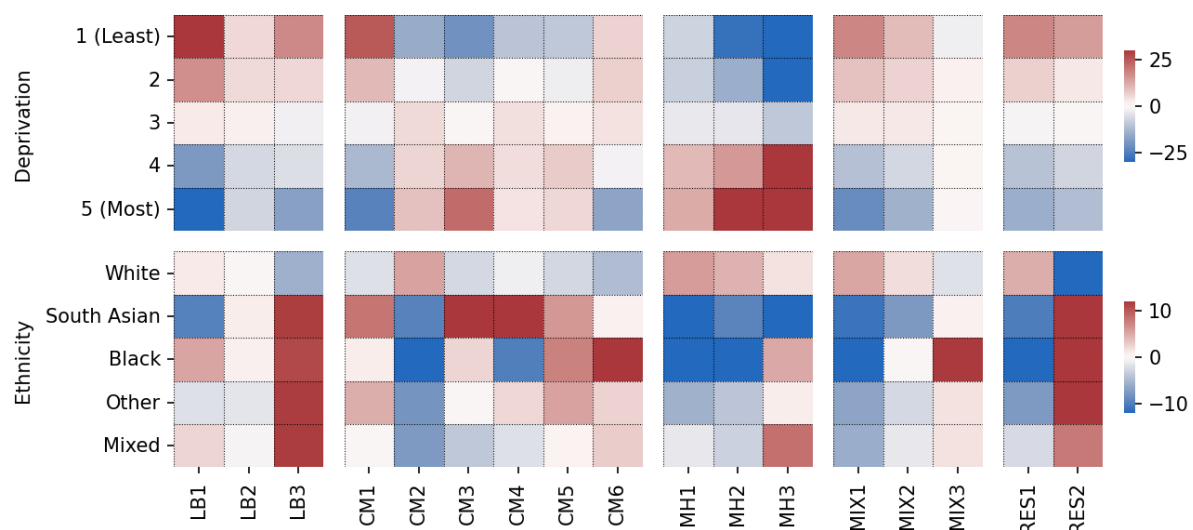 Deprivation
1 (Least)
2
3
4
5 (Most)
25
0
−25
Ethnicity
White
South Asian
Black
Other
Mixed
10
0
−10
LB1 LB2 LB3 CM1 CM2 CM3 CM4 CM5 CM6 MH1 MH2 MH3 MIX1 MIX2 MIX3 RES1 RES2